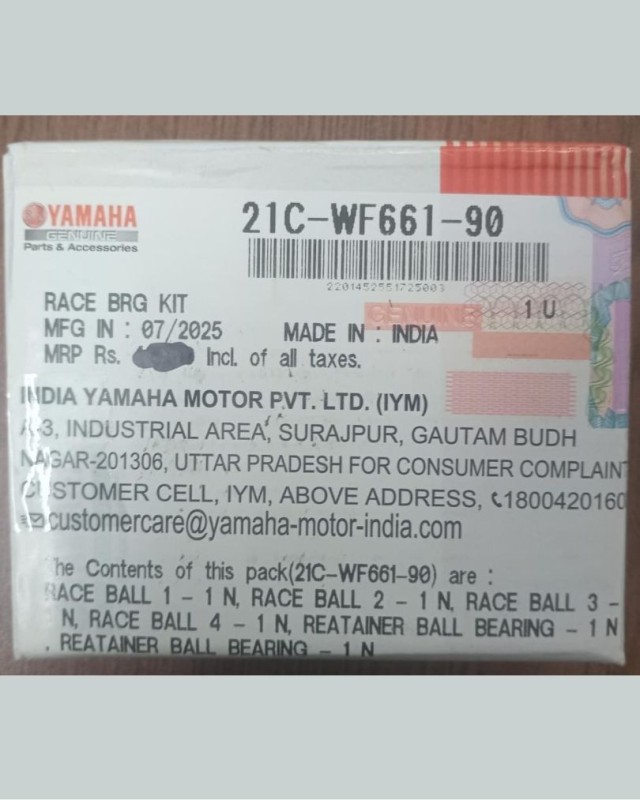 YAMAHA
GENUINE
Parts & Accessories
21C-WF661-90
2201452551725003
RACE BRG KIT
MFG IN : 07/2025 MADE IN : INDIA
MRP Rs. Incl. of all taxes.
GENUINE 1 U
INDIA YAMAHA MOTOR PVT. LTD. (IYM)
A-3, INDUSTRIAL AREA, SURAJPUR, GAUTAM BUDH
NAGAR-201306, UTTAR PRADESH FOR CONSUMER COMPLAINT
CUSTOMER CELL, IYM, ABOVE ADDRESS, 1800420160
customercare@yamaha-motor-india.com
The Contents of this pack(21C-WF661-90) are :
RACE BALL 1 - 1 N, RACE BALL 2 - 1 N, RACE BALL 3 -
N, RACE BALL 4 - 1 N, REATAINER BALL BEARING - 1 N
, REATAINER BALL BEARING - 1 N